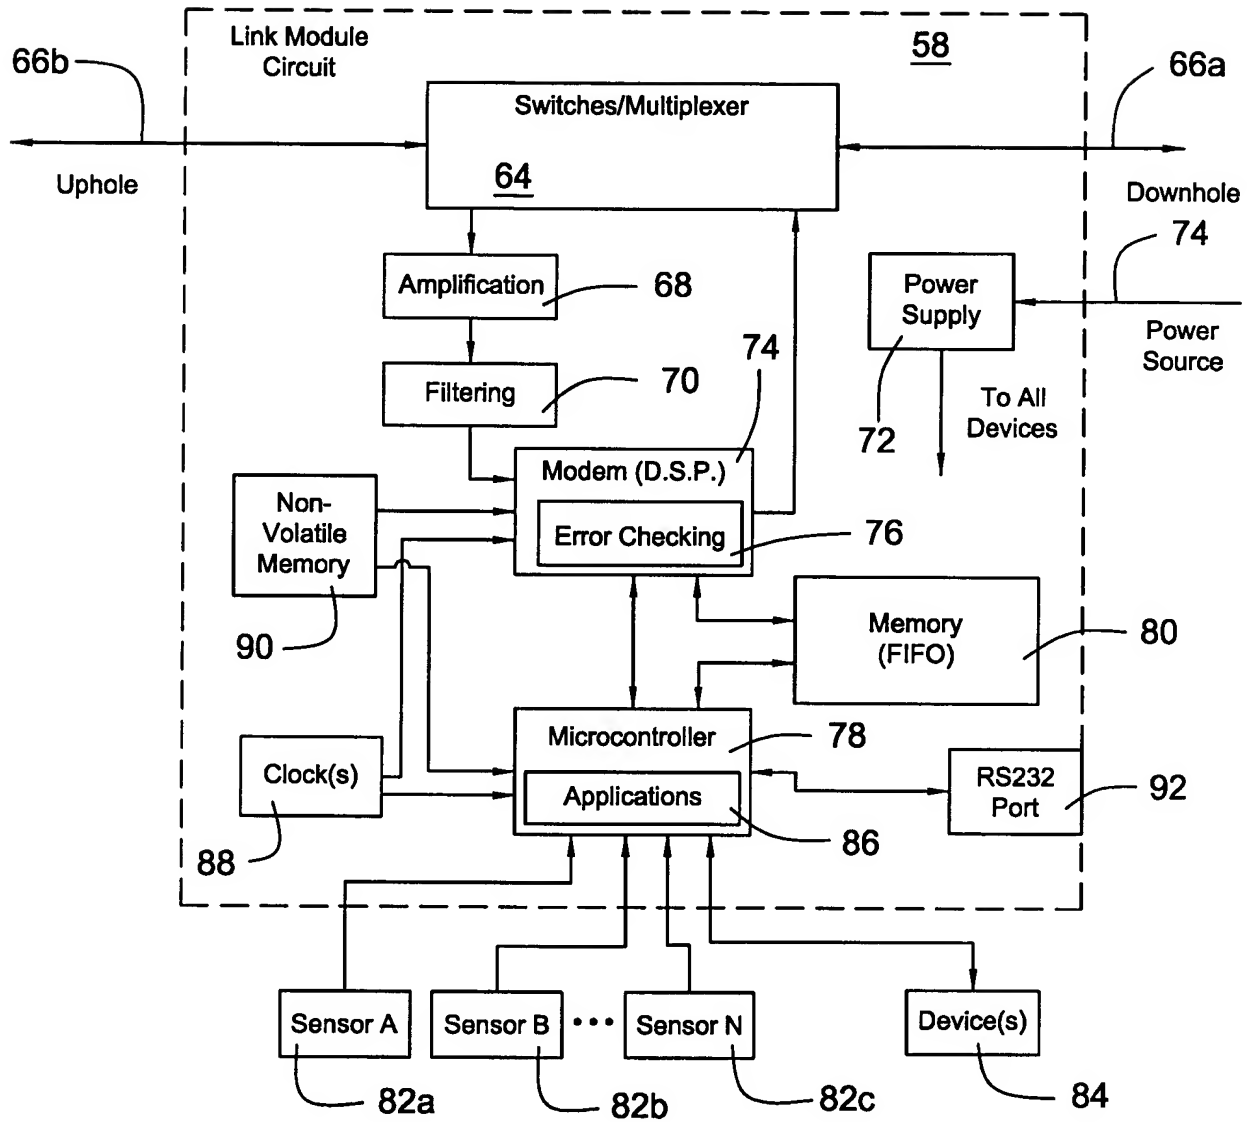 Link Module
Circuit
58
66b
66a
Switches/Multiplexer
64
Uphole
Downhole
74
Amplification
68
Power
Supply
Power
Source
Filtering
70
74
72
To All
Devices
Modem (D.S.P.)
Error Checking
76
Non-
Volatile
Memory
90
Memory
(FIFO)
80
Microcontroller
78
Applications
86
Clock(s)
88
RS232
Port
92
Sensor A
Sensor B
•••
Sensor N
Device(s)
82a
82b
82c
84